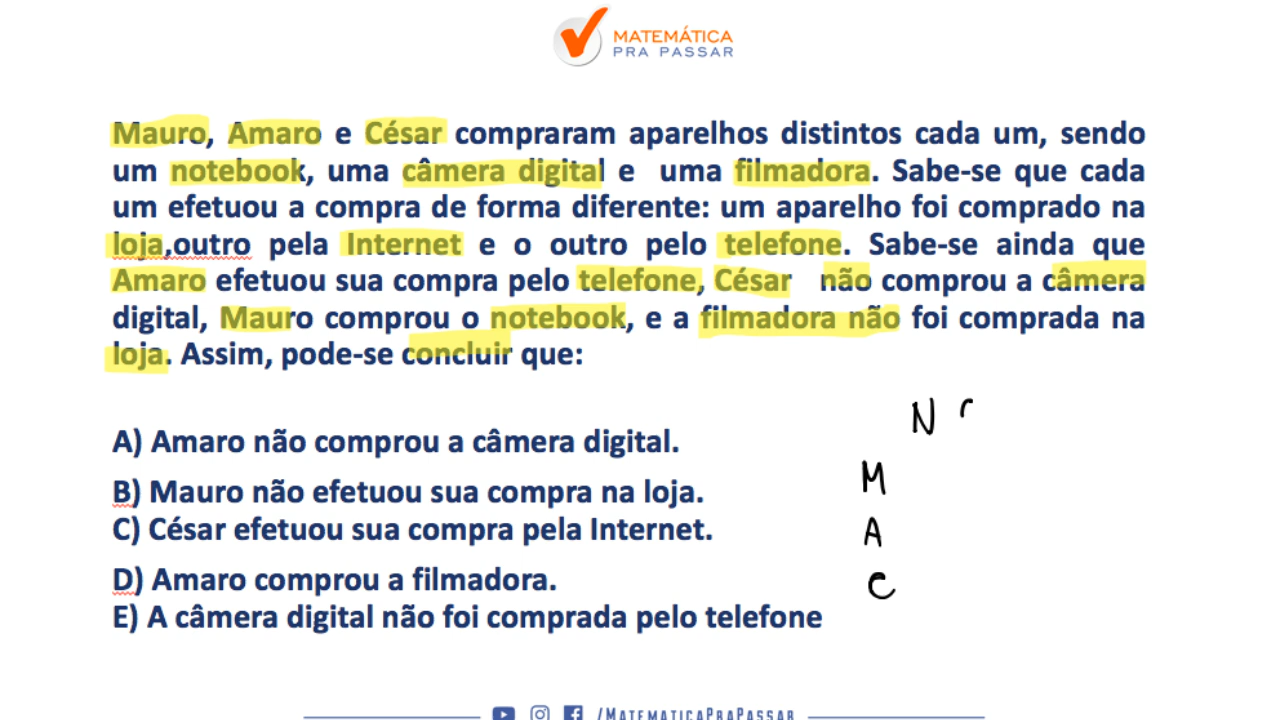 MATEMÁTICA
PRA PASSAR
Mauro, Amaro e César compraram aparelhos distintos cada um, sendo
um notebook, uma câmera digital e uma filmadora. Sabe-se que cada
um efetuou a compra de forma diferente: um aparelho foi comprado na
loja,outro pela Internet e o outro pelo telefone. Sabe-se ainda que
Amaro efetuou sua compra pelo telefone, César não comprou a câmera
digital, Mauro comprou o notebook, e a filmadora não foi comprada na
loja. Assim, pode-se concluir que:
N
A) Amaro não comprou a câmera digital.
M
B) Mauro não efetuou sua compra na loja.
C) César efetuou sua compra pela Internet.
A
D) Amaro comprou a filmadora.
C
E) A câmera digital não foi comprada pelo telefone
/MATEMATICAPRAPASSAR